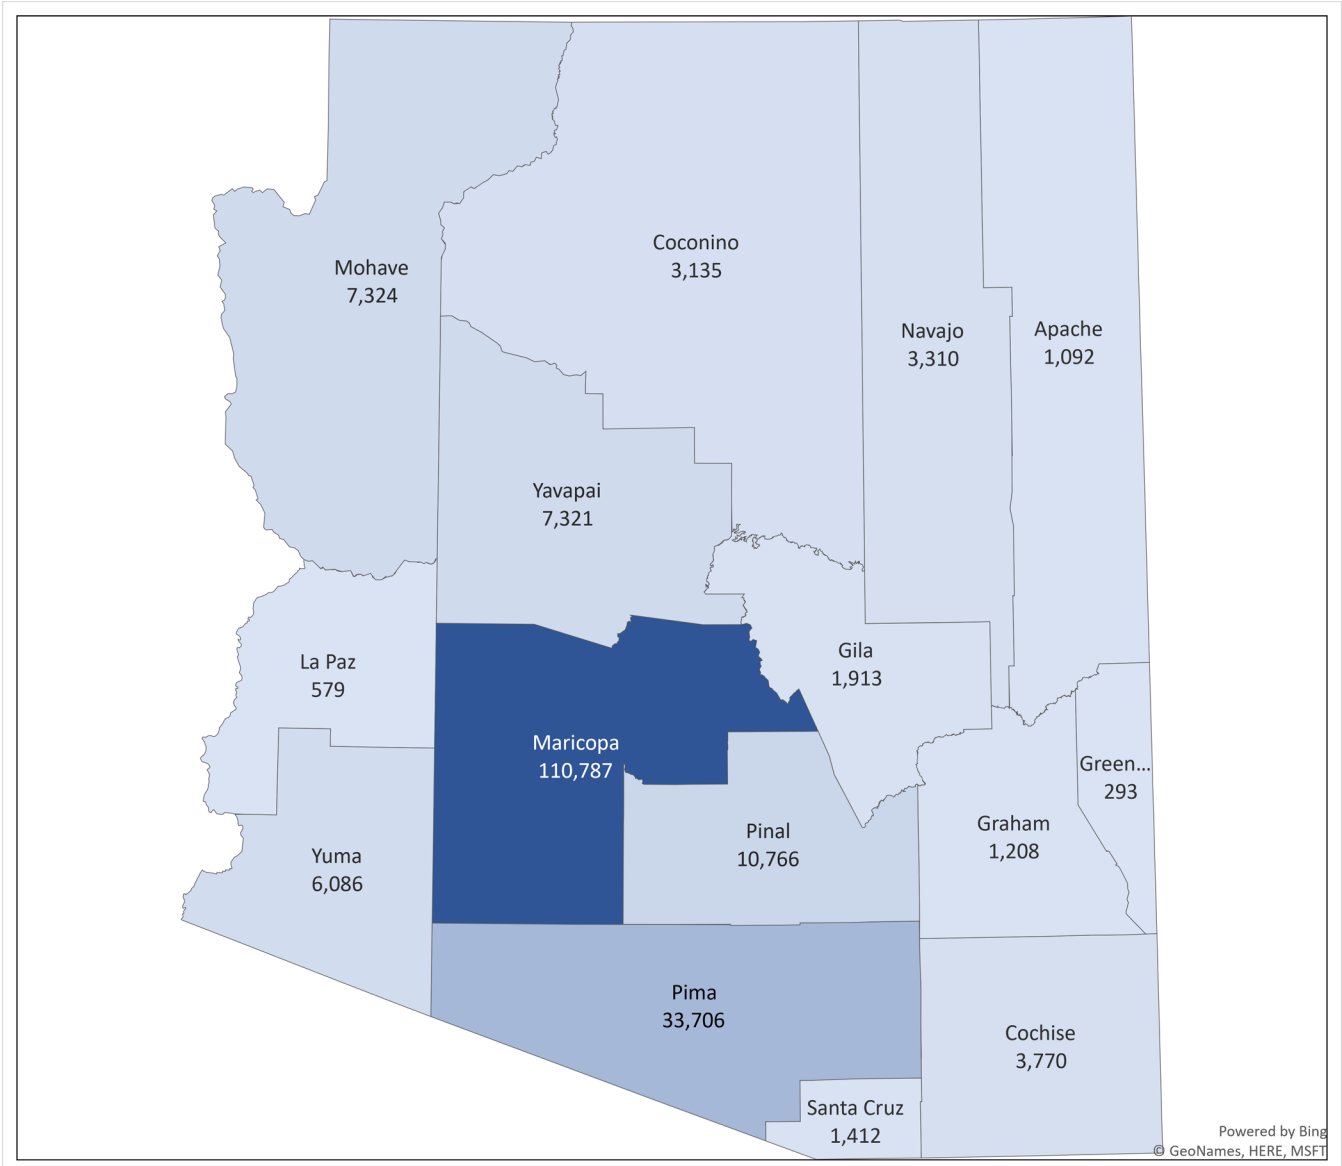 Coconino
3,135
Mohave
7,324
Navajo
3,310
Apache
1,092
Yavapai
7,321
Gila
1,913
La Paz
579
Maricopa
110,787
Green...
293
Pinal
10,766
Graham
1,208
Yuma
6,086
Pima
33,706
Cochise
3,770
Santa Cruz
1,412
Powered by Bing
© GeoNames, HERE, MSFT